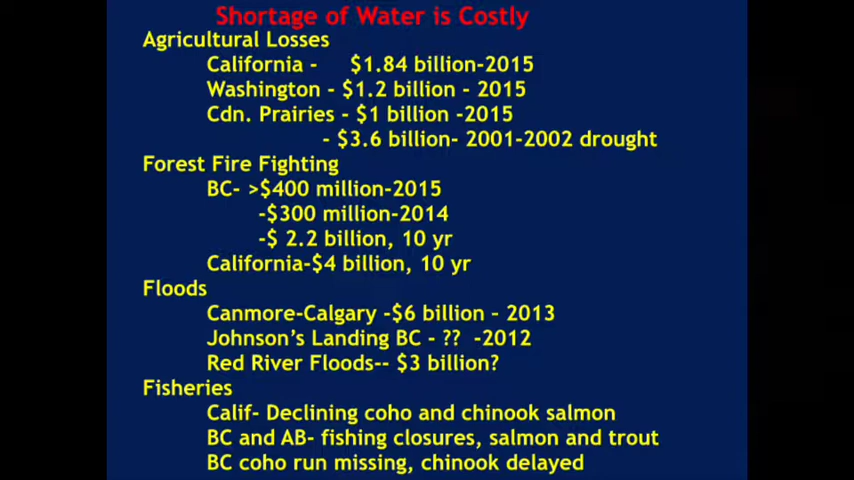 Shortage of Water is Costly
Agricultural Losses
California - $1.84 billion-2015
Washington - $1.2 billion - 2015
Cdn. Prairies - $1 billion -2015
- $3.6 billion- 2001-2002 drought
Forest Fire Fighting
BC- >$400 million-2015
-$300 million-2014
-$ 2.2 billion, 10 yr
California-$4 billion, 10 yr
Floods
Canmore-Calgary -$6 billion – 2013
Johnson's Landing BC - ?? -2012
Red River Floods-- $3 billion?
Fisheries
Calif- Declining coho and chinook salmon
BC and AB- fishing closures, salmon and trout
BC coho run missing, chinook delayed